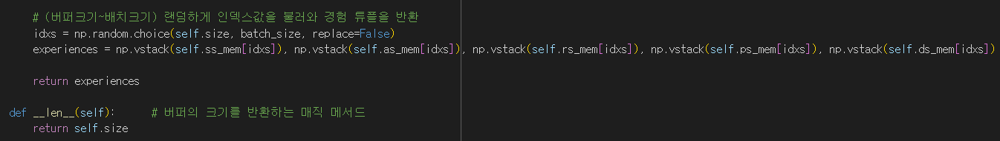 # (버퍼크기~배치크기) 랜덤하게 인덱스값을 불러와 경험 튜플을 반환
idxs = np.random.choice(self.size, batch_size, replace=False)
experiences = np.vstack(self.ss_mem[idxs]), np.vstack(self.as_mem[idxs]), np.vstack(self.rs_mem[idxs]), np.vstack(self.ps_mem[idxs]), np.vstack(self.ds_mem[idxs])
return experiences
def __len__(self): # 버퍼의 크기를 반환하는 매직 메서드
return self.size